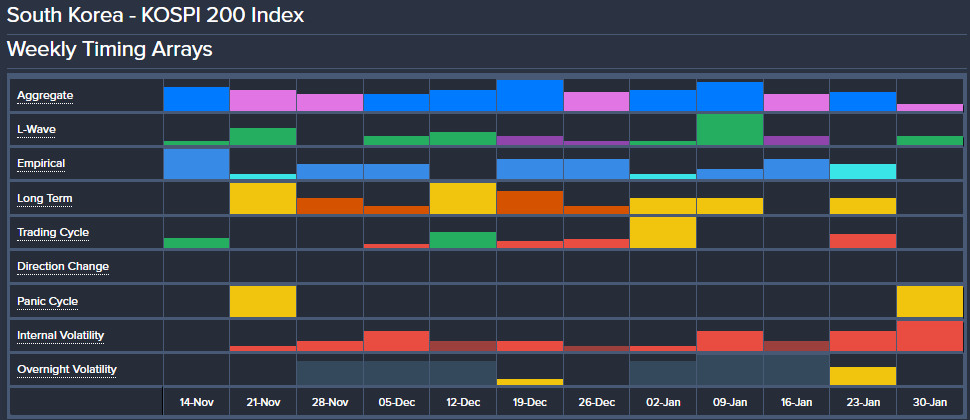 South Korea - KOSPI 200 Index
Weekly Timing Arrays
Aggregate
L-Wave
Empirical
Long Term
Trading Cycle
Direction Change
Panic Cycle
Internal Volatility
Overnight Volatility
14-Nov 21-Nov 28-Nov 05-Dec 12-Dec 19-Dec 26-Dec 02-Jan 09-Jan 16-Jan 23-Jan 30-Jan